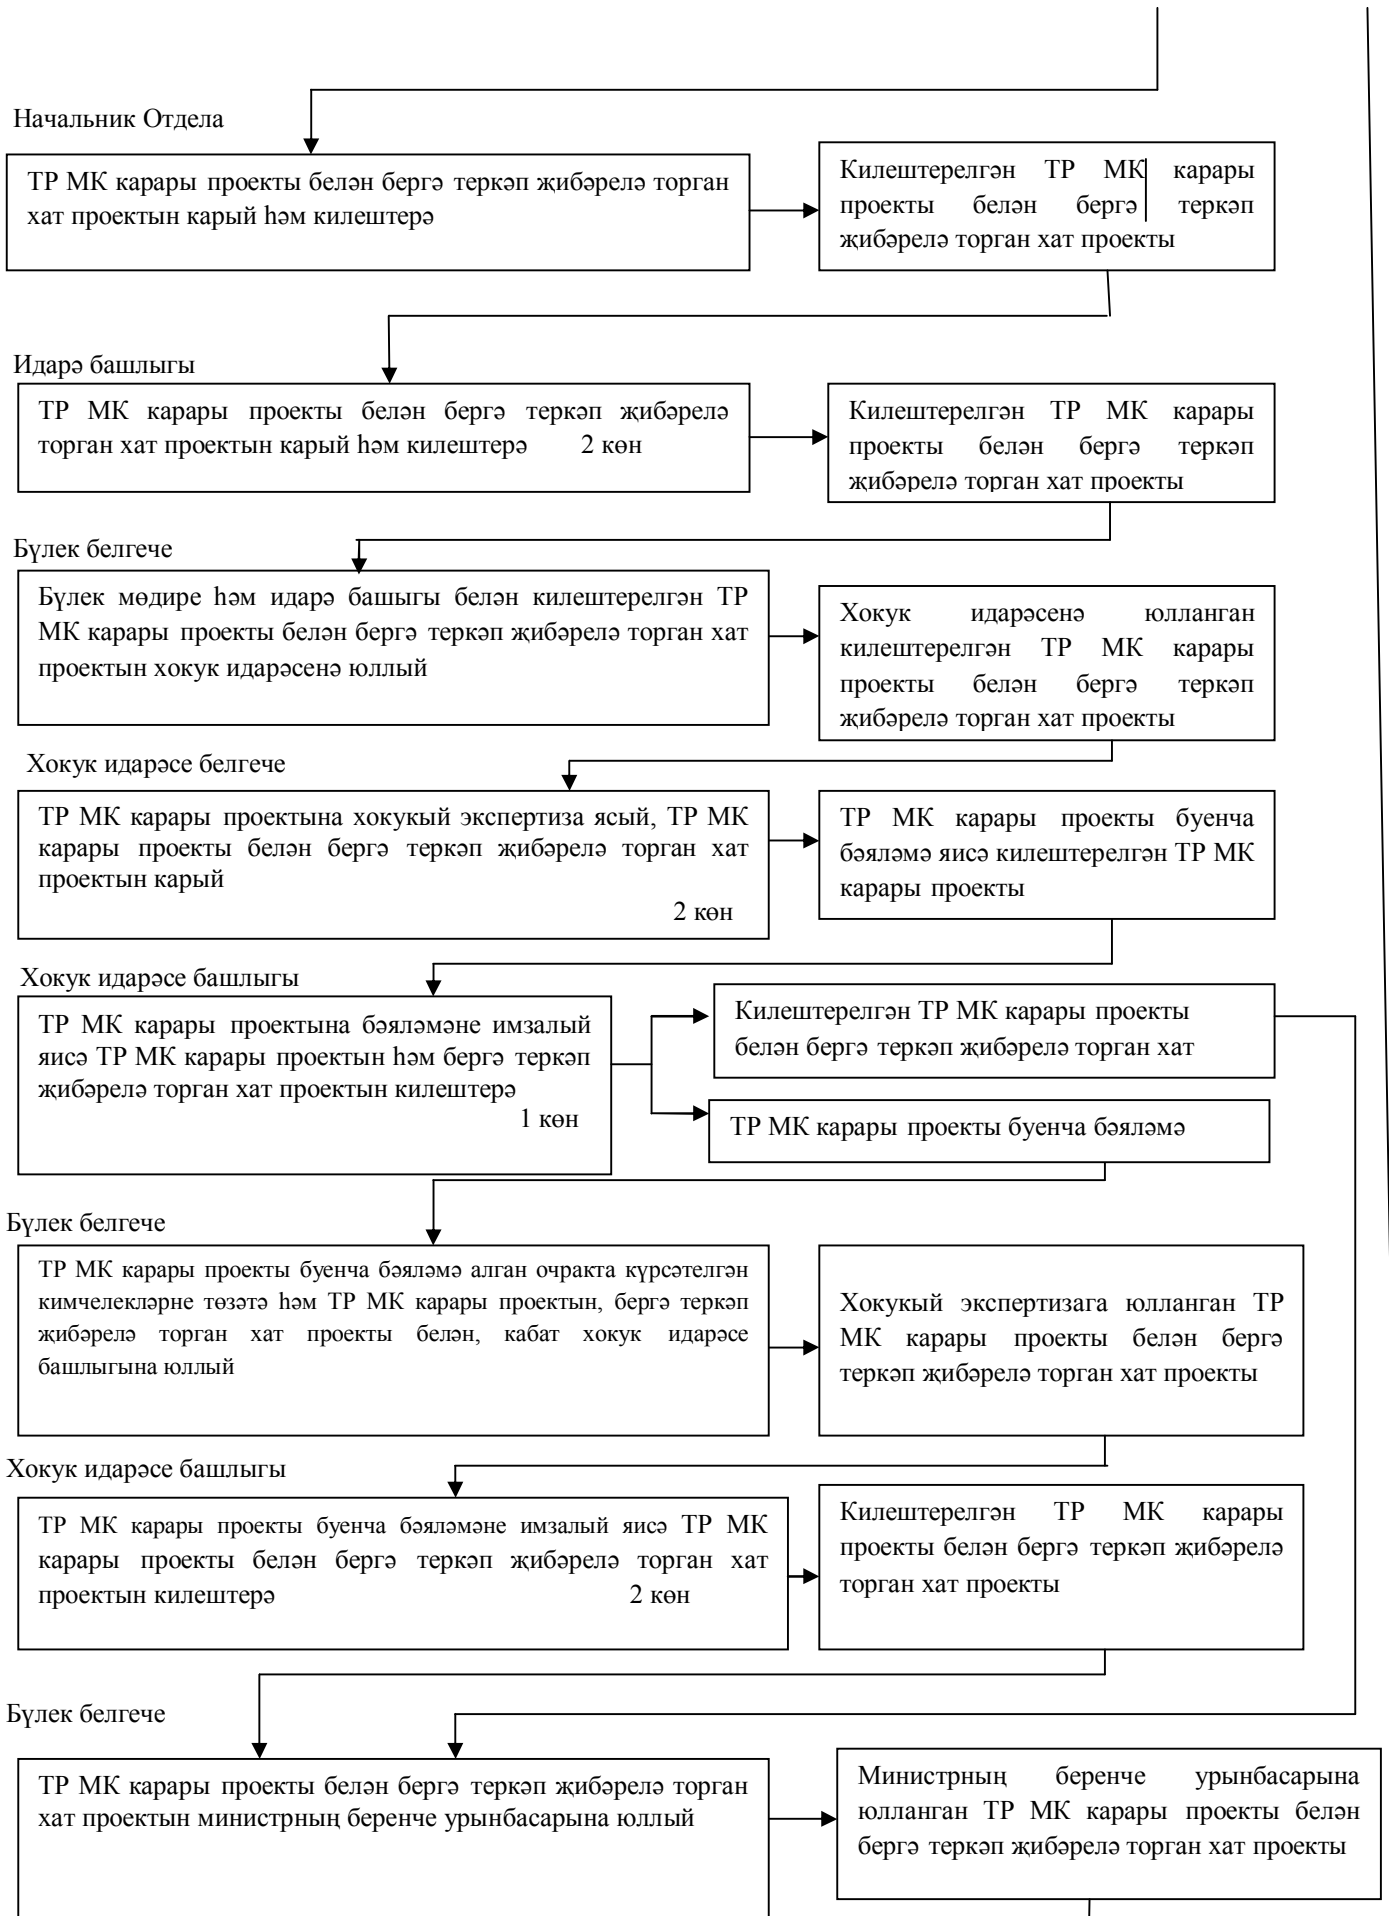 Начальник Отдела
ТР МК карары проекты белән бергә теркәп җибәрелә торган
хат проектын карый һәм килештерә
Килештерелгән ТР МК карары
проекты белән бергә теркәп
җибәрелә торган хат проекты
Идарә башлыгы
ТР МК карары проекты белән бергә теркәп җибәрелә
торган хат проектын карый һәм килештерә 2 көн
Килештерелгән ТР МК карары
проекты белән бергә теркәп
җибәрелә торган хат проекты
Бүлек белгече
Бүлек мөдире һәм идарә башыгы белән килештерелгән ТР
МК карары проекты белән бергә теркәп җибәрелә торган хат
проектын хокук идарәсенә юллый
Хокук идарәсенә юлланган
килештерелгән ТР МК карары
проекты белән бергә теркәп
җибәрелә торган хат проекты
Хокук идарәсе белгече
ТР МК карары проектына хокукый экспертиза ясый, ТР МК
карары проекты белән бергә теркәп җибәрелә торган хат
проектын карый
2 көн
ТР МК карары проекты буенча
бәяләмә яисә килештерелгән ТР МК
карары проекты
Хокук идарәсе башлыгы
ТР МК карары проектына бәяләмәне имзалый
яисә ТР МК карары проектын һәм бергә теркәп
җибәрелә торган хат проектын килештерә
1 көн
Килештерелгән ТР МК карары проекты
белән бергә теркәп җибәрелә торган хат
ТР МК карары проекты буенча бәяләмә
Бүлек белгече
ТР МК карары проекты буенча бәяләмә алган очракта күрсәтелгән
кимчелекләрне төзәтә һәм ТР МК карары проектын, бергә теркәп
җибәрелә торган хат проекты белән, кабат хокук идарәсе
башлыгына юллый
Хокукый экспертизага юлланган ТР
МК карары проекты белән бергә
теркәп җибәрелә торган хат проекты
Хокук идарәсе башлыгы
ТР МК карары проекты буенча бәяләмәне имзалый яисә ТР МК
карары проекты белән бергә теркәп җибәрелә торган хат
проектын килештерә 2 көн
Килештерелгән ТР МК карары
проекты белән бергә теркәп җибәрелә
торган хат проекты
Бүлек белгече
ТР МК карары проекты белән бергә теркәп җибәрелә торган
хат проектын министрның беренче урынбасарына юллый
Министрның беренче урынбасарына
юлланган ТР МК карары проекты белән
бергә теркәп җибәрелә торган хат проекты